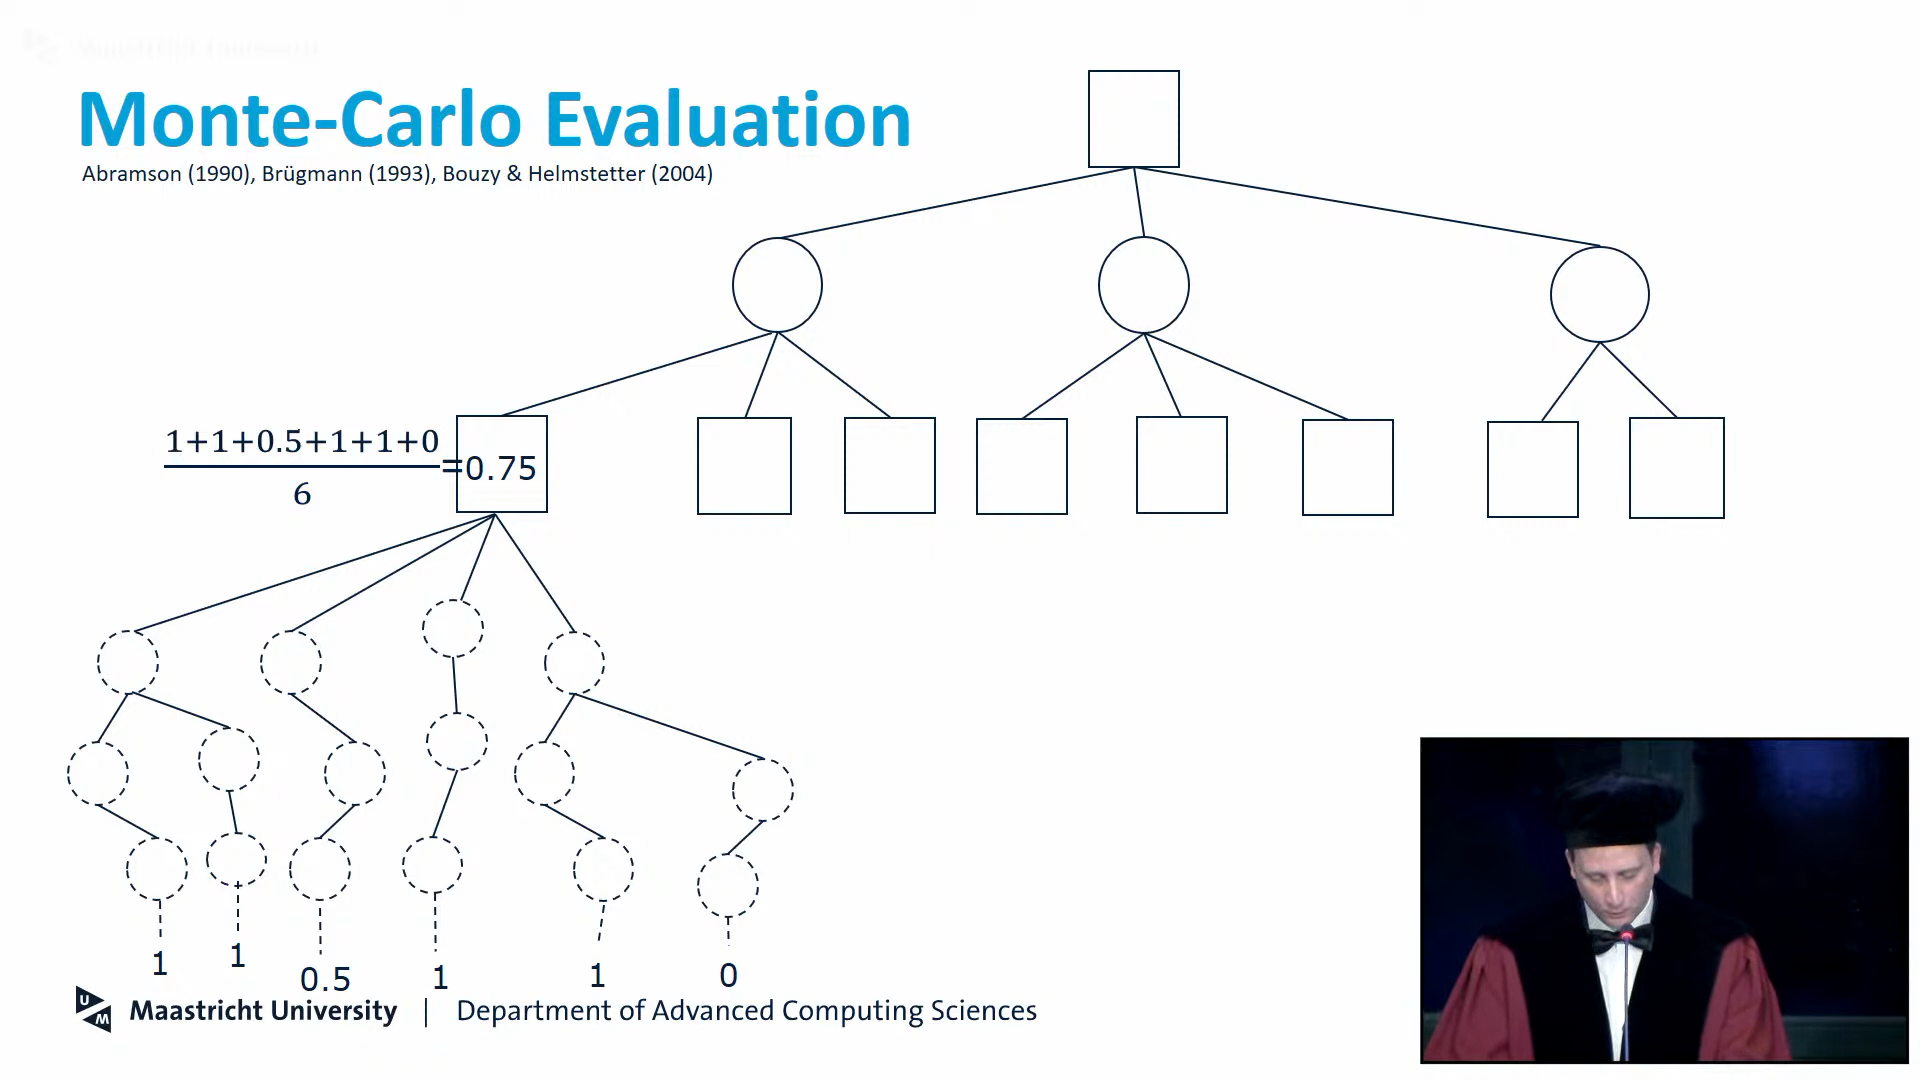 Monte-Carlo Evaluation
Abramson (1990), Brügmann (1993), Bouzy & Helmstetter (2004)
1+1+0.5+1+1+0
6
=0.75
1
1
0.5
1
1
0
UM
Maastricht University | Department of Advanced Computing Sciences